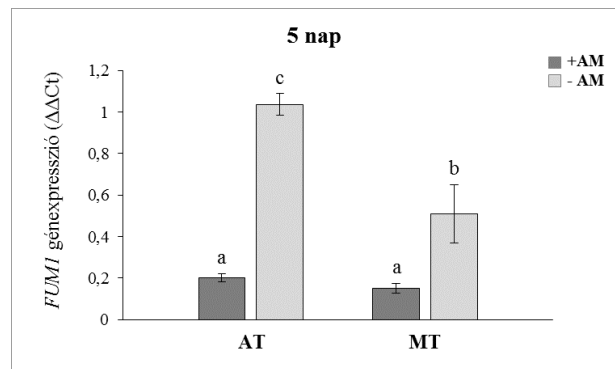 5 nap
+AM
- AM
FUM1 génexpresszió (ΔΔCt)
1,2
1
0,8
0,6
0,4
0,2
0
a
c
a
b
AT
MT